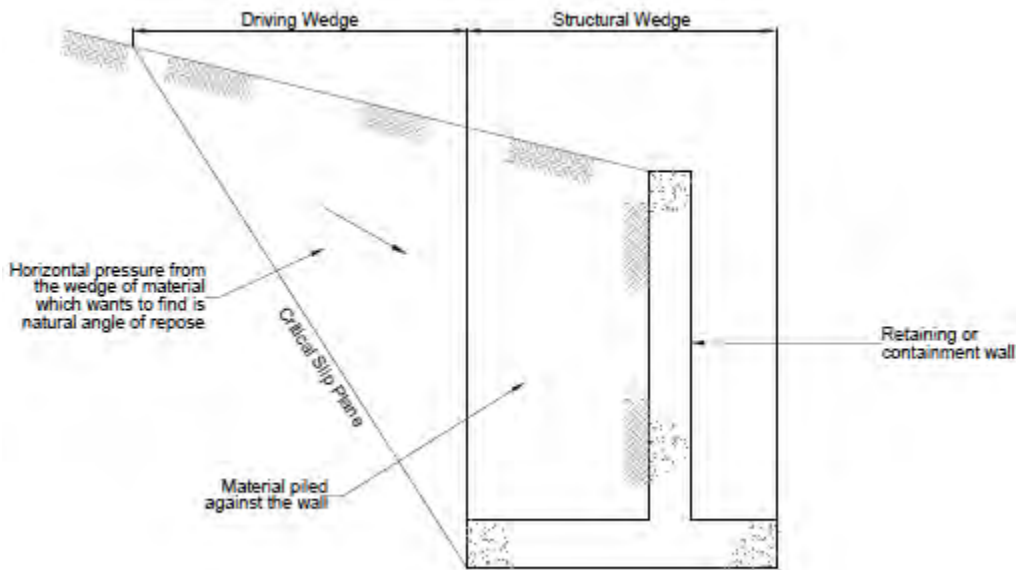 Driving Wedge
Structural Wedge
Horizontal pressure from
the wedge of material
which wants to find is
natural angle of repose
Critical Slip Plane
Retaining or
containment wall
Material piled
against the wall